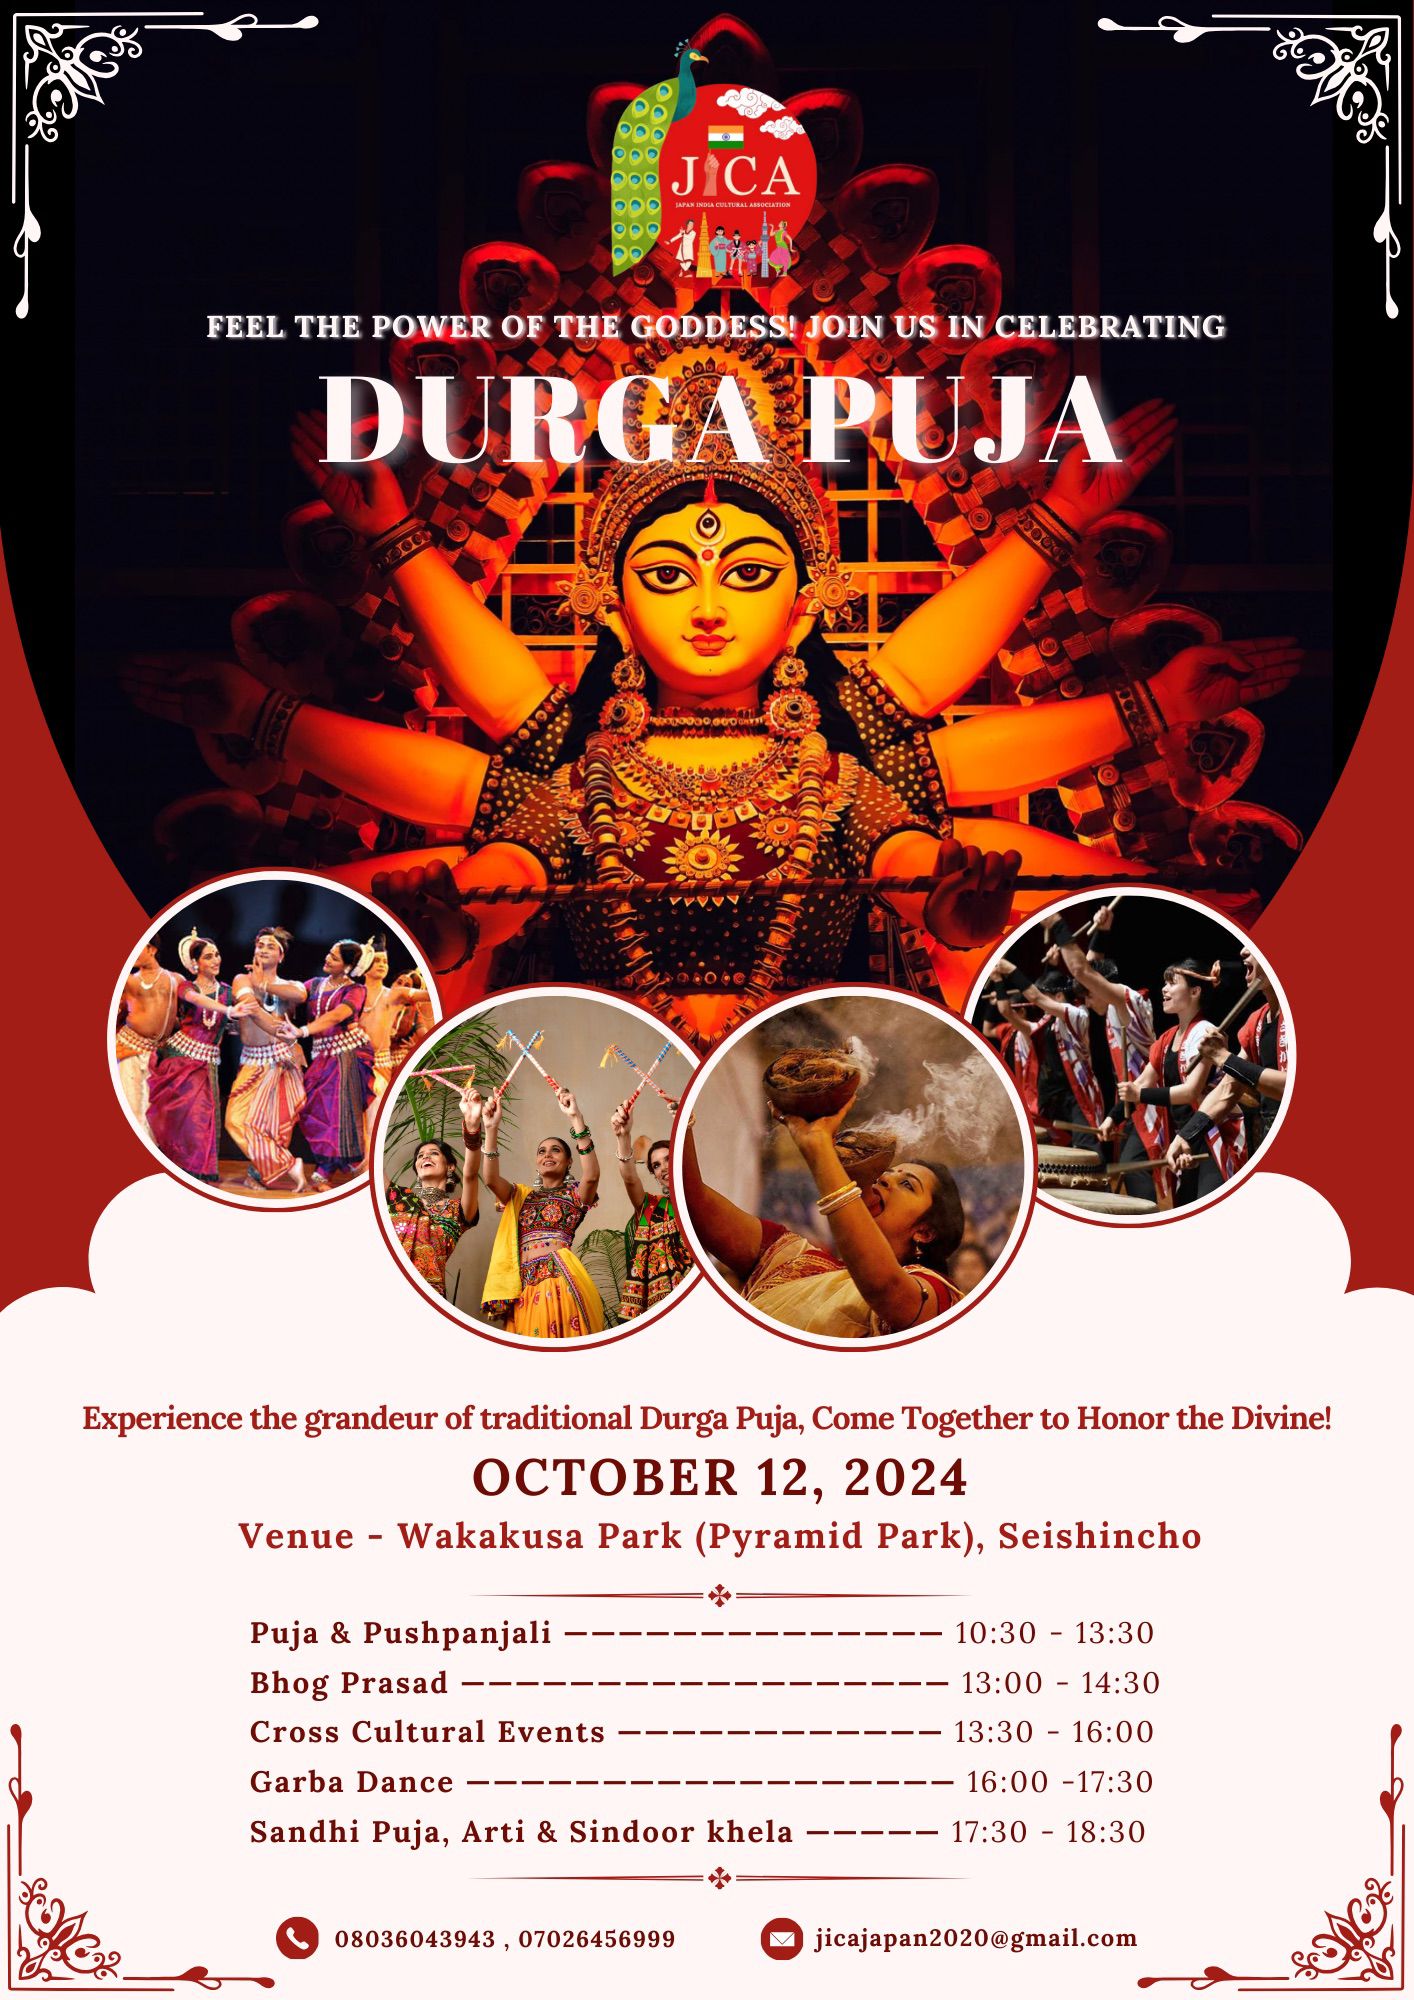 JICA
JAPAN INDIA CULTURAL ASSOCIATION
FEEL THE POWER OF THE GODDESS! JOIN US IN CELEBRATING
DURGA PUJA
Experience the grandeur of traditional Durga Puja, Come Together to Honor the Divine!
OCTOBER 12, 2024
Venue - Wakakusa Park (Pyramid Park), Seishincho
Puja & Pushpanjali —————————————— 10:30 - 13:30
Bhog Prasad —————————————————— 13:00 - 14:30
Cross Cultural Events ———————————— 13:30 - 16:00
Garba Dance —————————————————— 16:00 -17:30
Sandhi Puja, Arti & Sindoor khela ————— 17:30 - 18:30
08036043943 , 07026456999
jicajapan2020@gmail.com